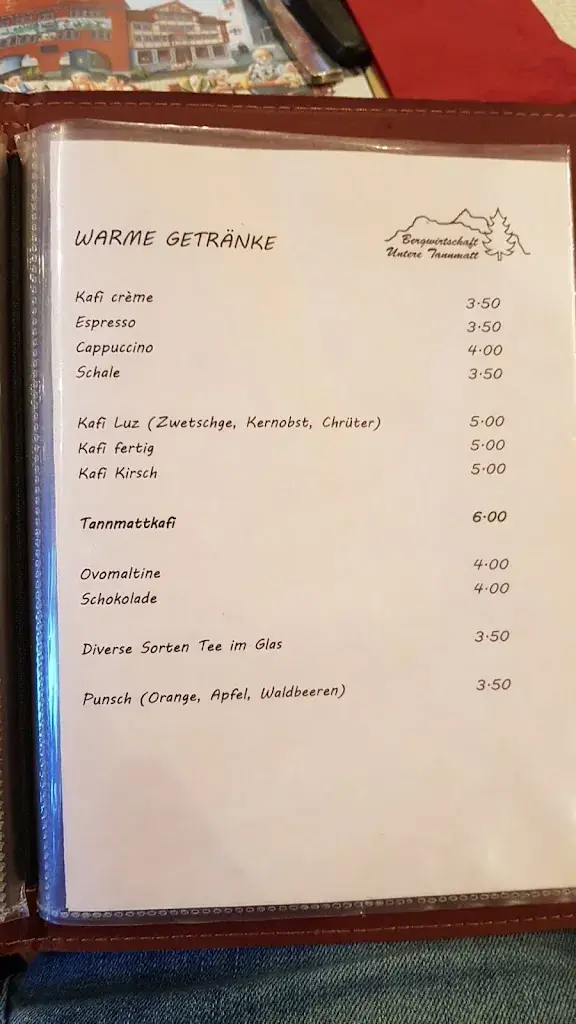 WARME GETRÄNKE
Bergwirtschaft
Untere Tannmatt
Kafi crème 3.50
Espresso 3.50
Cappuccino 4.00
Schale 3.50
Kafi Luz (Zwetschge, Kernobst, Chrüter) 5.00
Kafi fertig 5.00
Kafi Kirsch 5.00
Tannmattkafi 6.00
Ovomaltine 4.00
Schokolade 4.00
Diverse Sorten Tee im Glas 3.50
Punsch (Orange, Apfel, Waldbeeren) 3.50